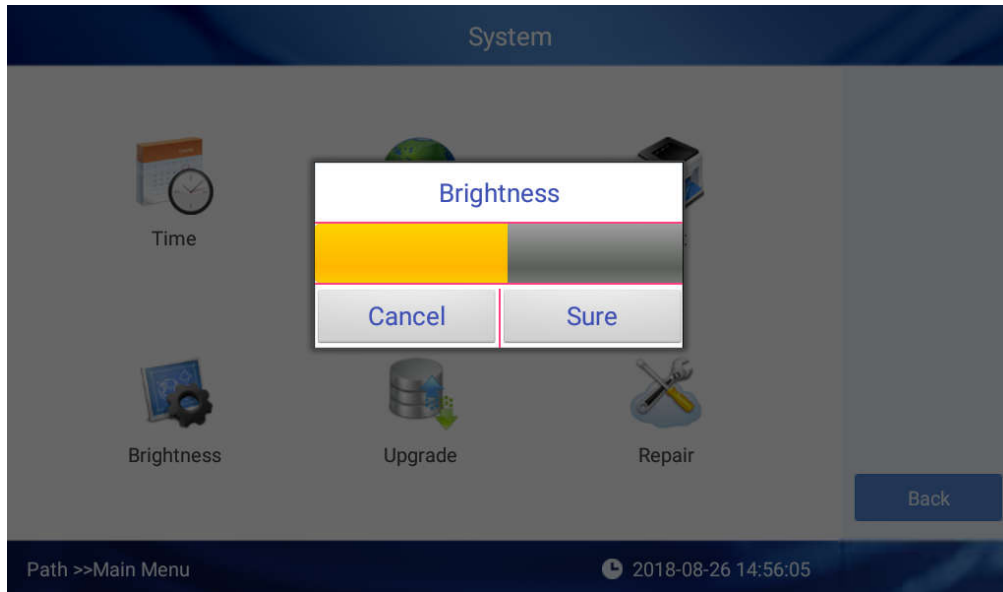 System
Brightness
Time
Cancel
Sure
Brightness
Upgrade
Repair
Back
Path >>Main Menu
2018-08-26 14:56:05